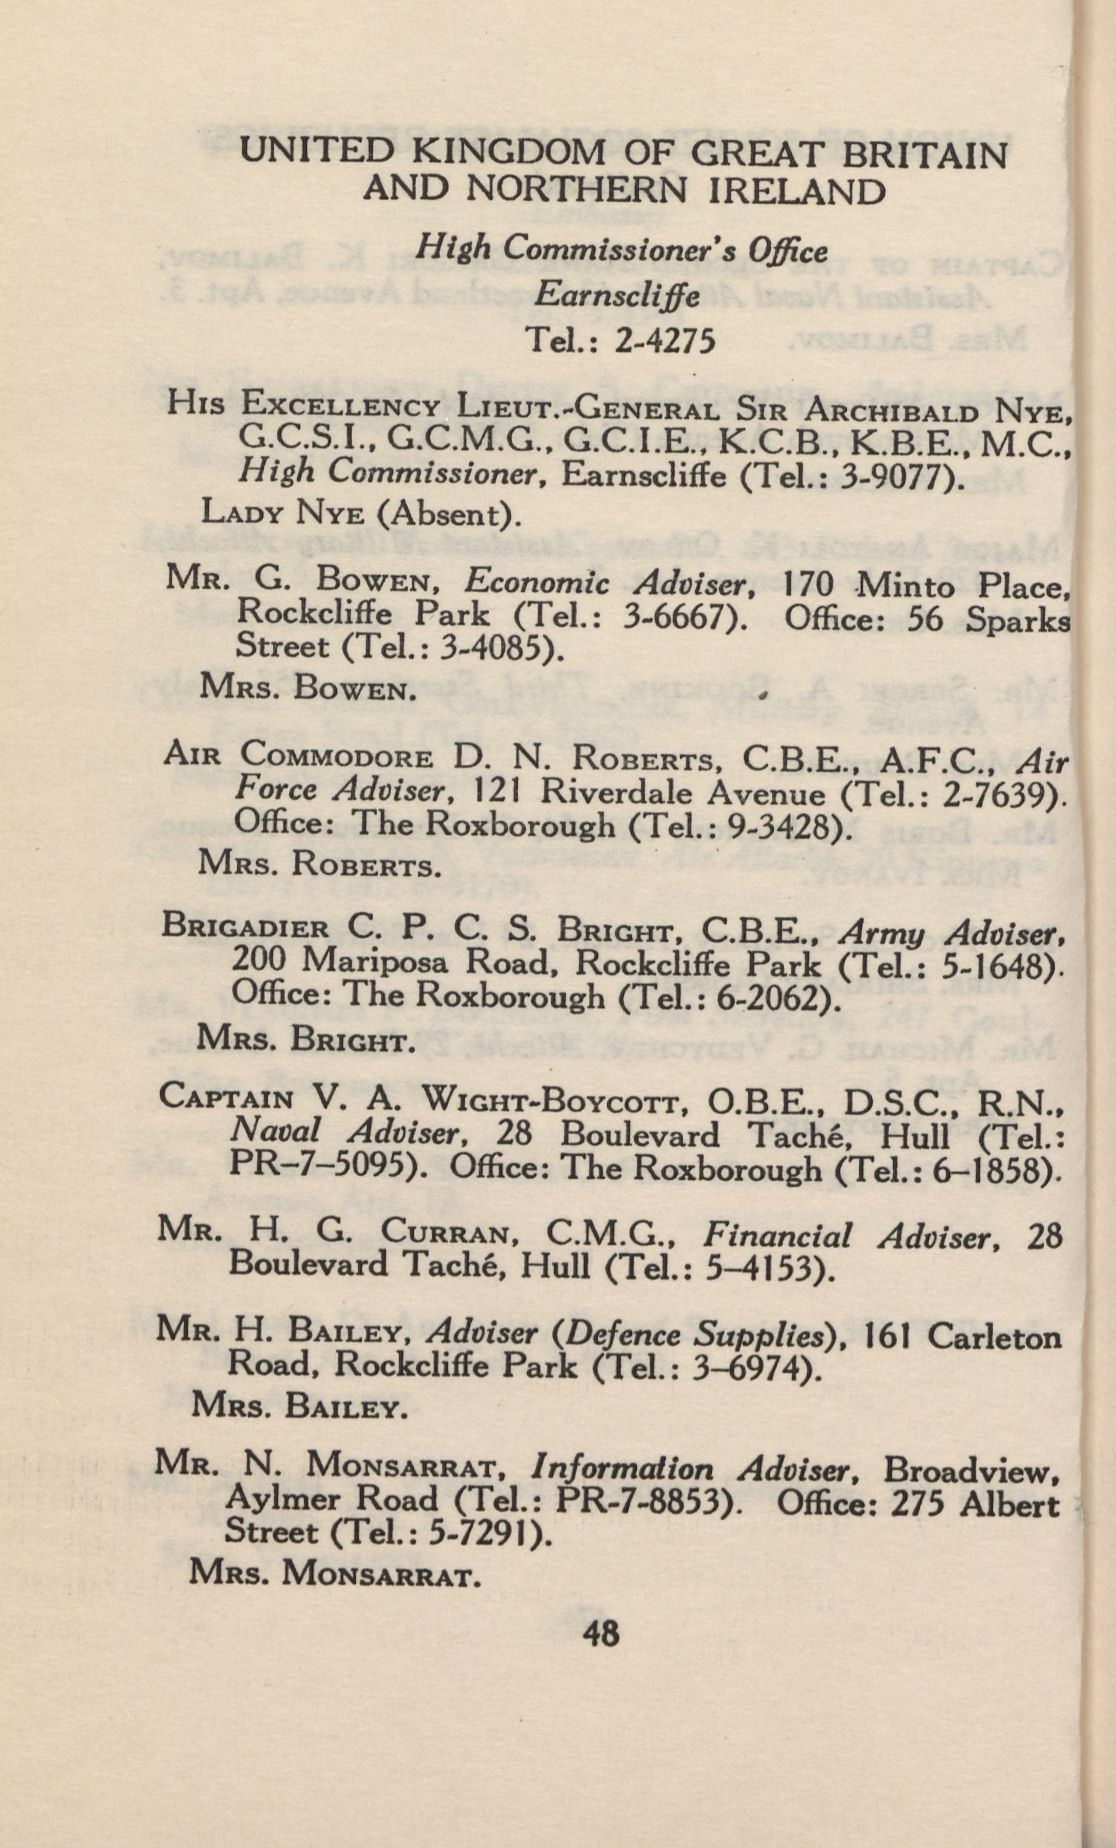 UNITED KINGDOM OF GREAT BRITAIN
AND NORTHERN IRELAND
High Commissioner's Office
Earnscliffe
Tel.: 2-4275
His Excellency Lieut.-General Sir Archibald Nye,
G.C.S.I., G.C.M.G., G.C.I.E., K.C.B., K.B.E., M.C.,
High Commissioner, Earnscliffe (Tel.: 3-9077).
Lady Nye (Absent).
Mr. G. Bowen, Economic Adviser, 170 Minto Place,
Rockcliffe Park (Tel.: 3-6667). Office: 56 Sparks
Street (Tel.: 3-4085).
Mrs. Bowen.
Air Commodore D. N. Roberts, C.B.E., A.F.C., Air
Force Adviser, 121 Riverdale Avenue (Tel.: 2-7639).
Office: The Roxborough (Tel.: 9-3428).
Mrs. Roberts.
Brigadier C. P. C. S. Bright, C.B.E., Army Adviser,
200 Mariposa Road, Rockcliffe Park (Tel.: 5-1648).
Office: The Roxborough (Tel.: 6-2062).
Mrs. Bright.
Captain V. A. Wight-Boycott, O.B.E., D.S.C., R.N.,
Naval Adviser, 28 Boulevard Taché, Hull (Tel.:
PR–7–5095). Office: The Roxborough (Tel.: 6–1858).
Mr. H. G. Curran, C.M.G., Financial Adviser, 28
Boulevard Taché, Hull (Tel.: 5–4153).
Mr. H. Bailey, Adviser (Defence Supplies), 161 Carleton
Road, Rockcliffe Park (Tel.: 3–6974).
Mrs. Bailey.
Mr. N. Monsarrat, Information Adviser, Broadview,
Aylmer Road (Tel.: PR-7-8853). Office: 275 Albert
Street (Tel.: 5-7291).
Mrs. Monsarrat.
48